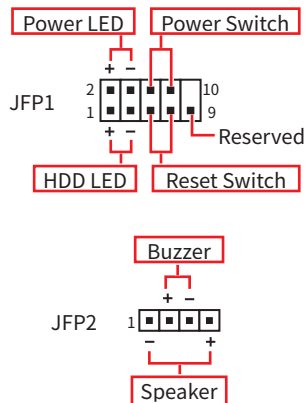 Power LED Power Switch
+ −
2 10
JFP1
1 9
+ − Reserved
HDD LED Reset Switch
Buzzer
+ −
JFP2 1
− +
Speaker